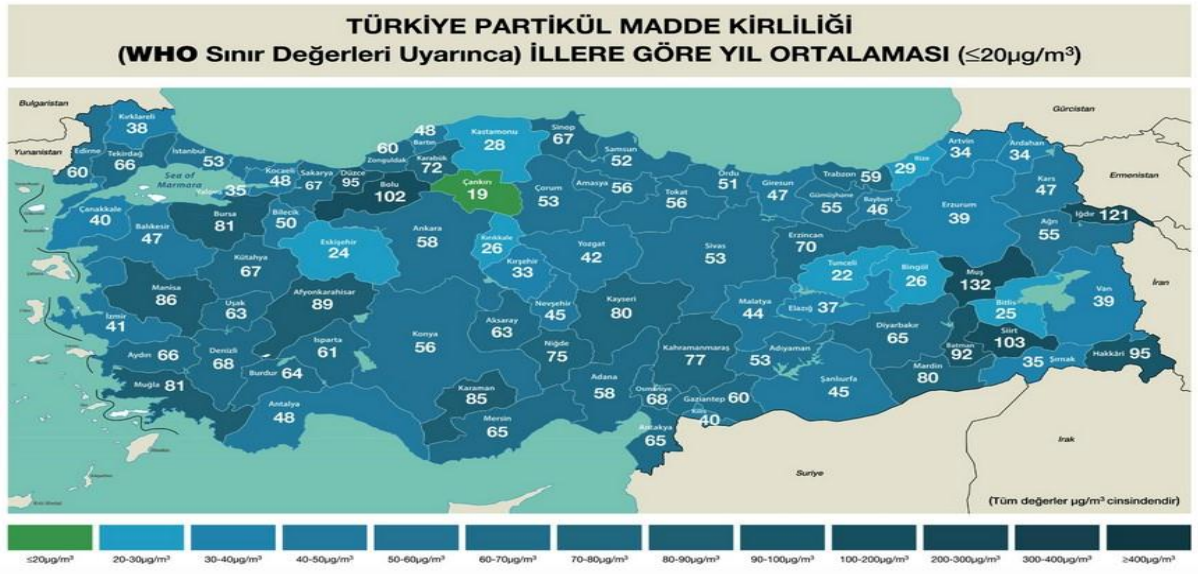 TÜRKİYE PARTİKÜL MADDE KİRLİLİĞİ
(WHO Sınır Değerleri Uyarınca) İLLERE GÖRE YIL ORTALAMASI (≤20µg/m³)
Bulgaristan
Gürcistan
Yunanistan
Ermenistan
İran
Irak
Suriye
Sea of
Marmara
Kırklareli
38
Edirne
60
Tekirdağ
66
İstanbul
53
Yalova
35
Kocaeli
48
Sakarya
67
Düzce
95
Bolu
102
Zonguldak
60
Bartın
48
Karabük
72
Kastamonu
28
Çankırı
19
Sinop
67
Samsun
52
Çorum
53
Amasya 56
Tokat
56
Ordu
51
Giresun
47
Trabzon 59
Gümüşhane
55
Bayburt
46
Rize
29
Artvin
34
Ardahan
34
Kars
47
Iğdır 121
Ağrı
55
Erzurum
39
Erzincan
70
Çanakkale
40
Balıkesir
47
Bursa
81
Bilecik
50
Eskişehir
24
Kütahya
67
Ankara
58
Kırıkkale
26
Kırşehir
33
Yozgat
42
Sivas
53
Tunceli
22
Bingöl
26
Muş
132
Bitlis
25
Van
39
Manisa
86
Uşak
63
Afyonkarahisar
89
İzmir
41
Aydın 66
Denizli
68
Isparta
61
Burdur 64
Muğla 81
Antalya
48
Konya
56
Aksaray
63
Nevşehir
45
Niğde
75
Kayseri
80
Karaman
85
Mersin
65
Adana
58
Osmaniye
68
Antakya
65
Kahramanmaraş
77
Gaziantep 60
Kilis
40
Malatya
44
Elazığ 37
Adıyaman
53
Şanlıurfa
45
Diyarbakır
65
Mardin
80
Batman
92
Siirt
103
Şırnak
35
Hakkâri 95
(Tüm değerler µg/m³ cinsindendir)
≤20µg/m³ 20-30µg/m³ 30-40µg/m³ 40-50µg/m³ 50-60µg/m³ 60-70µg/m³ 70-80µg/m³ 80-90µg/m³ 90-100µg/m³ 100-200µg/m³ 200-300µg/m³ 300-400µg/m³ ≥400µg/m³